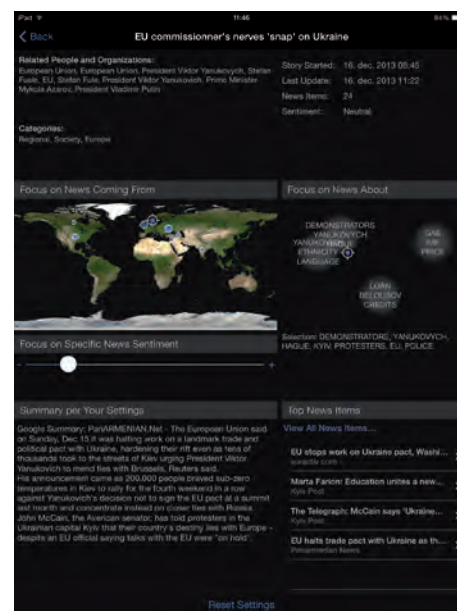 iPad
11:46
84%
Back
EU commissioner's nerves 'snap' on Ukraine
Related People and Organizations:
European Union, European Union, President Viktor Yanukovych, Stefan
Fuele, EU, Stefan Fule, President Viktor Yanukovich, Prime Minister
Mykola Azarov, President Vladimir Putin
Categories:
Regional, Society, Europe
Story Started: 16. dec. 2013 05:45
Last Update: 16. dec. 2013 11:22
News Items: 24
Sentiment: Neutral
Focus on News Coming From
Focus on News About
DEMONSTRATORS
YANUKOVYCH
YANUKOVICH HAGUE
ETHNICITY
LANGUAGE
GAS
IMF
PRICE
LOAN
BELOUSOV
CREDITS
Selection: DEMONSTRATORS, YANUKOVYCH,
HAGUE, KYIV, PROTESTERS, EU, POLICE,
Focus on Specific News Sentiment
- +
Summary per Your Settings
Google Summary: PanARMENIAN.Net - The European Union said
on Sunday, Dec 15 it was halting work on a landmark trade and
political pact with Ukraine, hardening their rift even as tens of
thousands took to the streets of Kiev urging President Viktor
Yanukovich to mend ties with Brussels, Reuters said.
His announcement came as 200,000 people braved sub-zero
temperatures in Kiev to rally for the fourth weekend in a row
against Yanukovich's decision not to sign the EU pact at a summit
last month and concentrate instead on closer ties with Russia.
John McCain, the American senator, has told protesters in the
Ukrainian capital Kyiv that their country's destiny lies with Europe -
despite an EU official saying talks with the EU were "on hold".
Top News Items
View All News Items...
EU stops work on Ukraine pact, Washi...
euractiv.com
Marta Farion: Education unites a new...
Kyiv Post
The Telegraph: McCain says 'Ukraine...
Kyiv Post
EU halts trade pact with Ukraine as th...
Panarmenian News
Reset Settings